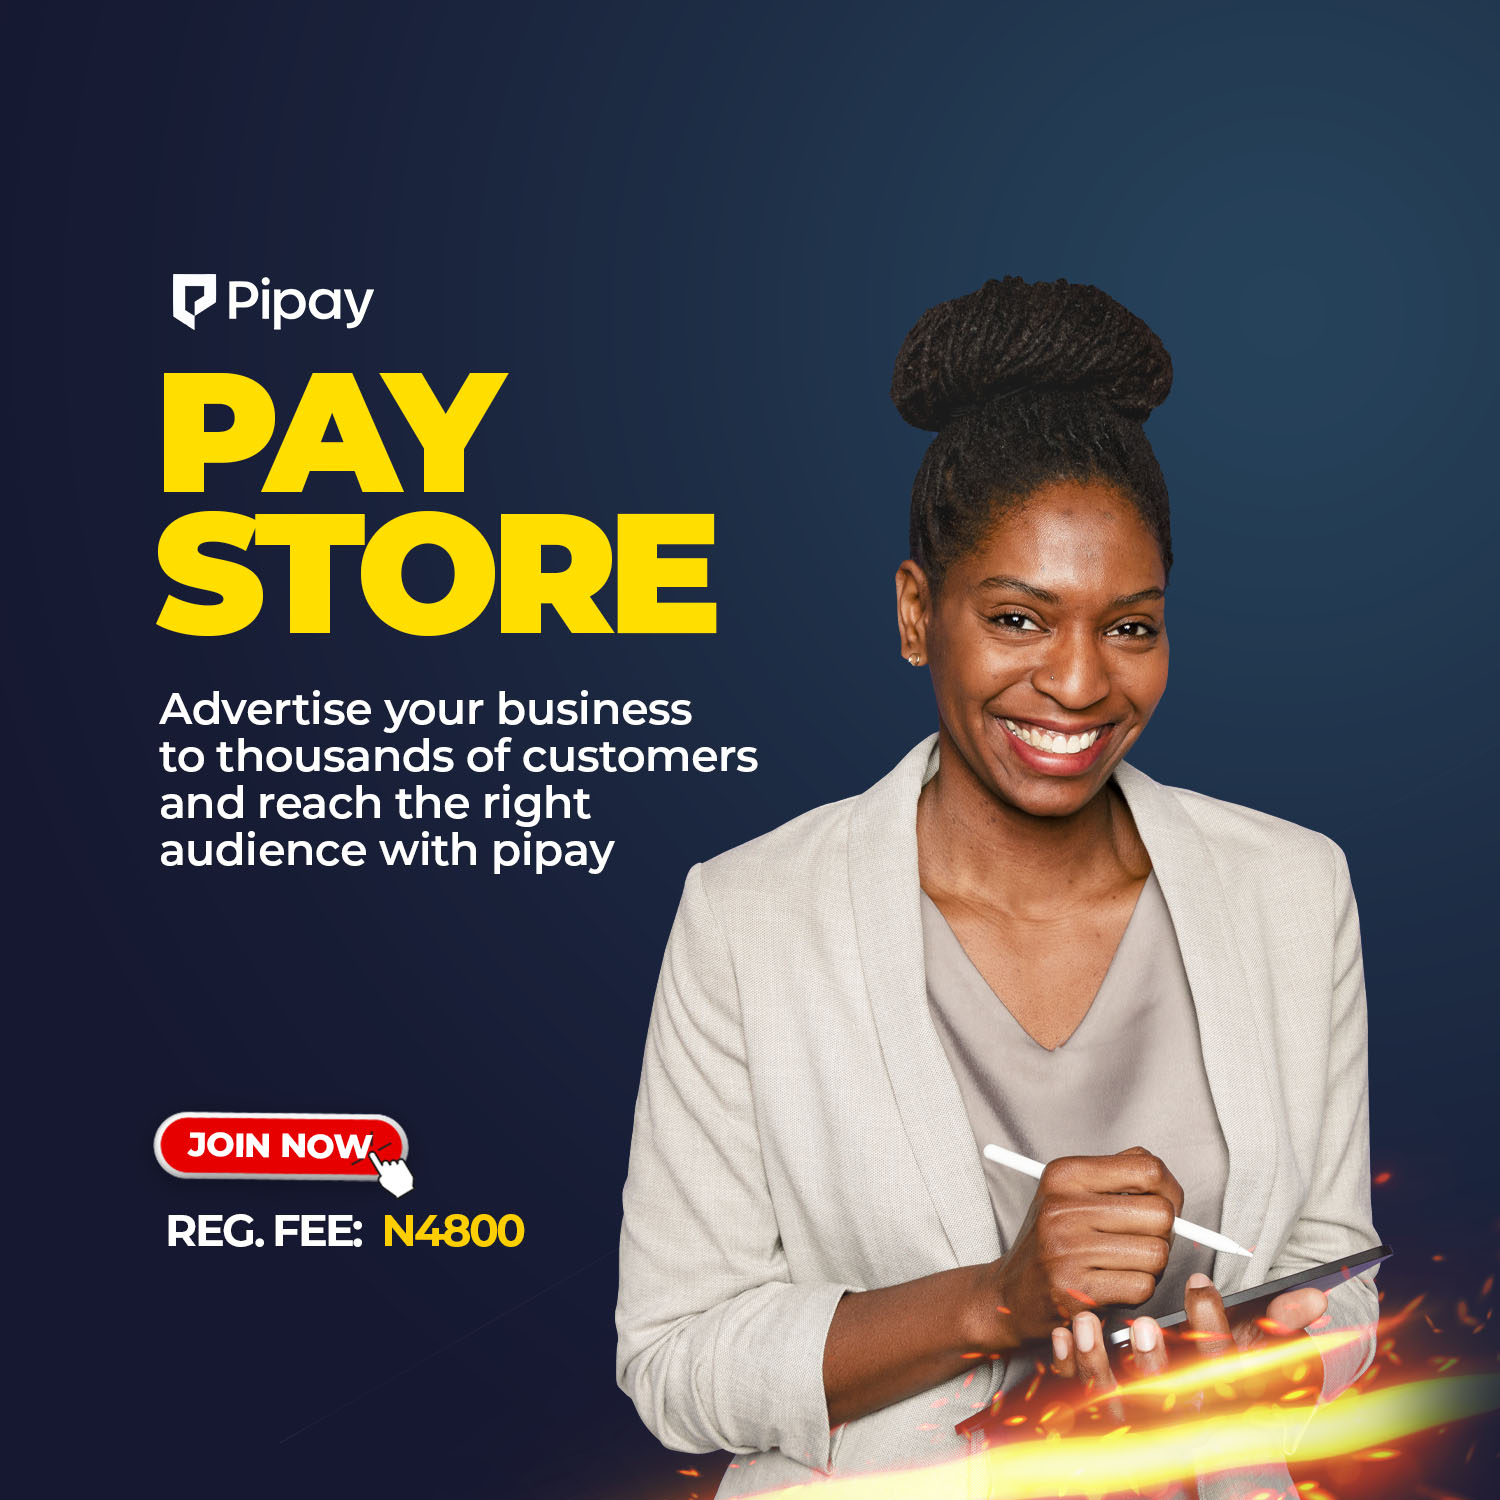 Pipay
PAY
STORE
Advertise your business
to thousands of customers
and reach the right
audience with pipay
JOIN NOW
REG. FEE: N4800